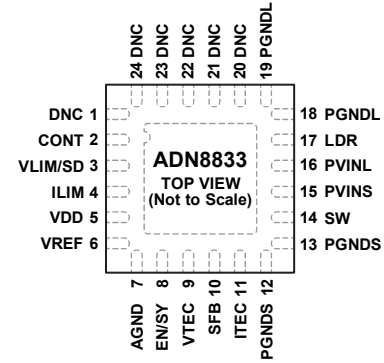 24 DNC
23 DNC
22 DNC
21 DNC
20 DNC
19 PGNDL
DNC 1
CONT 2
VLIM/SD 3
ILIM 4
VDD 5
VREF 6
ADN8833
TOP VIEW
(Not to Scale)
18 PGNDL
17 LDR
16 PVINL
15 PVINS
14 SW
13 PGNDS
AGND 7
EN/SY 8
VTEC 9
SFB 10
ITEC 11
PGNDS 12